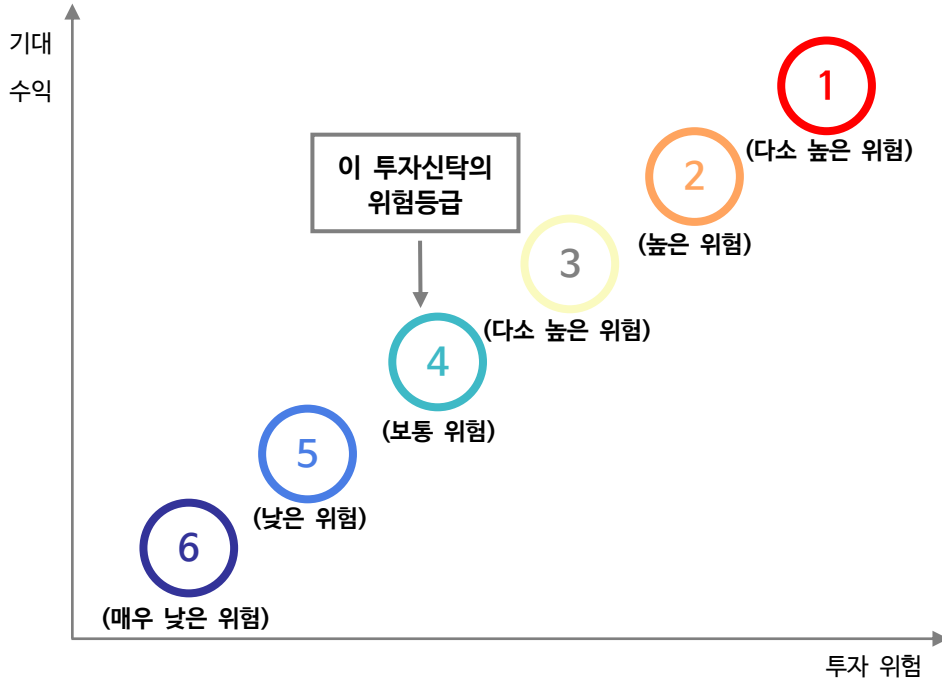 기대
수익
1
(다소 높은 위험)
이 투자신탁의
위험등급
2
(높은 위험)
3
(다소 높은 위험)
4
(보통 위험)
5
(낮은 위험)
6
(매우 낮은 위험)
투자 위험